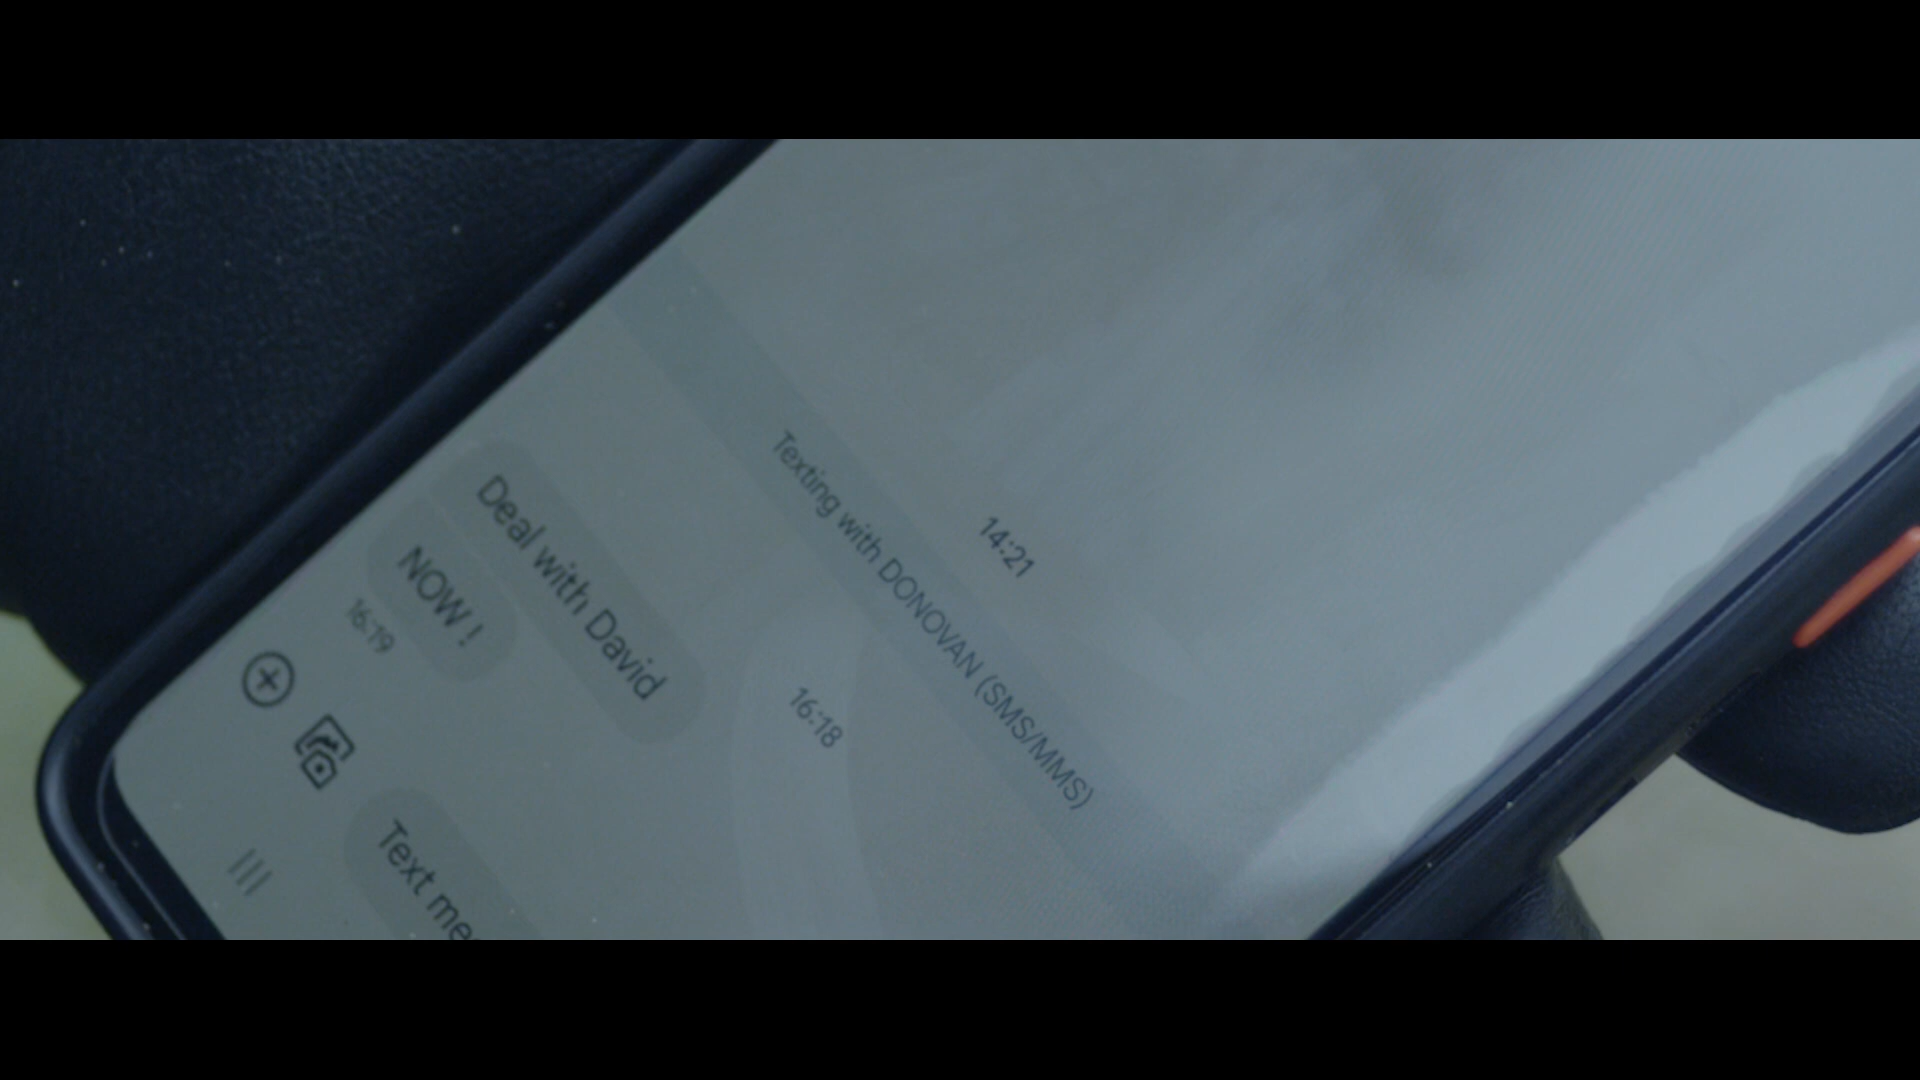 14:21
Texting with DONOVAN (SMS/MMS)
16:18
Deal with David
NOW !
16:19
Text me